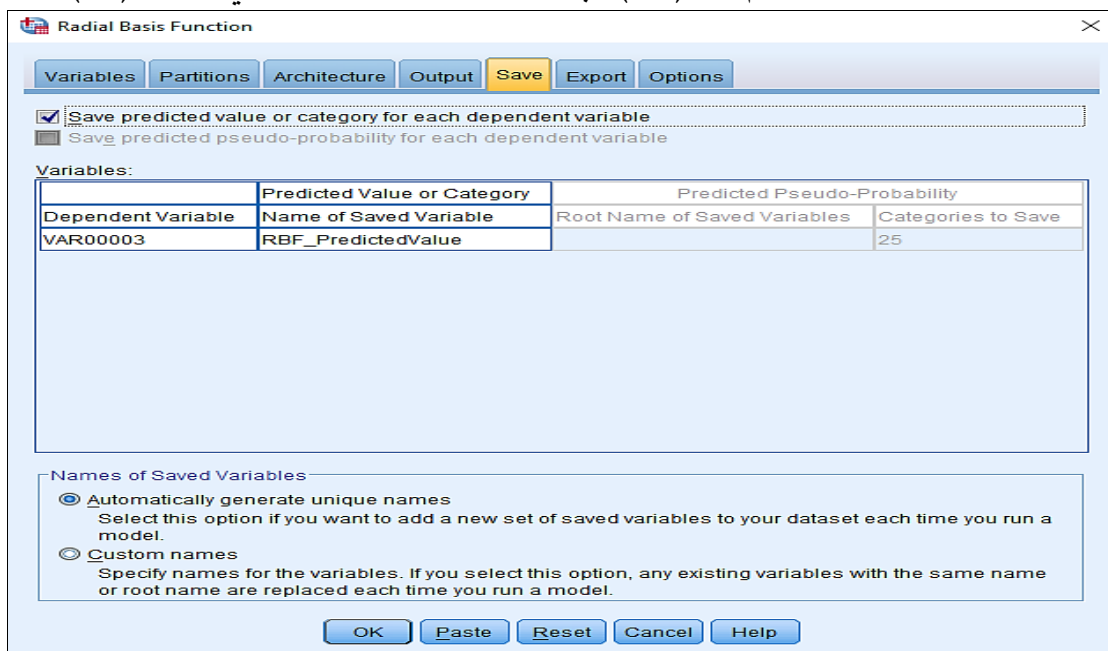 Radial Basis Function
Variables Partitions Architecture Output Save Export Options
Save predicted value or category for each dependent variable
Save predicted pseudo-probability for each dependent variable
Variables:
Predicted Value or Category Predicted Pseudo-Probability
Dependent Variable Name of Saved Variable Root Name of Saved Variables Categories to Save
VAR00003 RBF_PredictedValue 25
Names of Saved Variables
Automatically generate unique names
Select this option if you want to add a new set of saved variables to your dataset each time you run a
model.
Custom names
Specify names for the variables. If you select this option, any existing variables with the same name
or root name are replaced each time you run a model.
OK Paste Reset Cancel Help